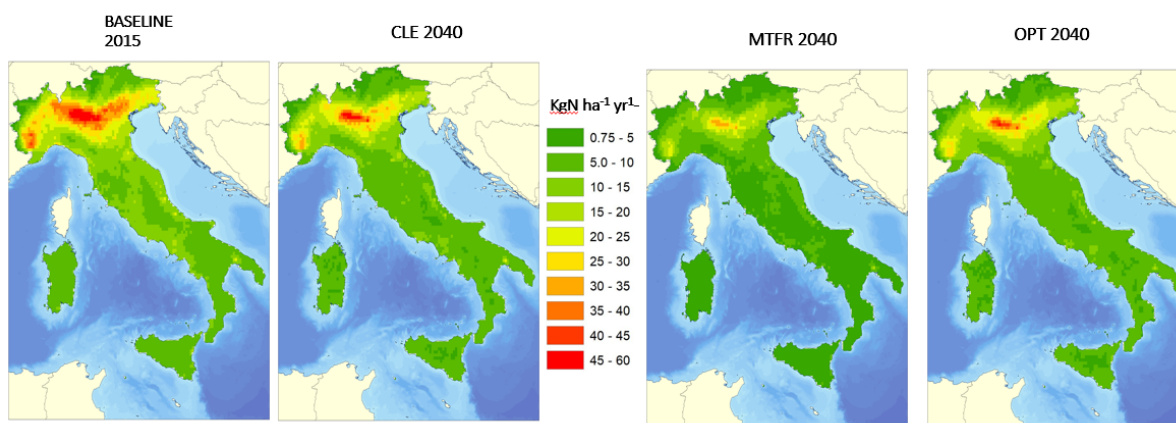 BASELINE
2015
CLE 2040
MTFR 2040
OPT 2040
KgN ha⁻¹ yr¹⁻
0.75 - 5
5.0 - 10
10 - 15
15 - 20
20 - 25
25 - 30
30 - 35
35 - 40
40 - 45
45 - 60